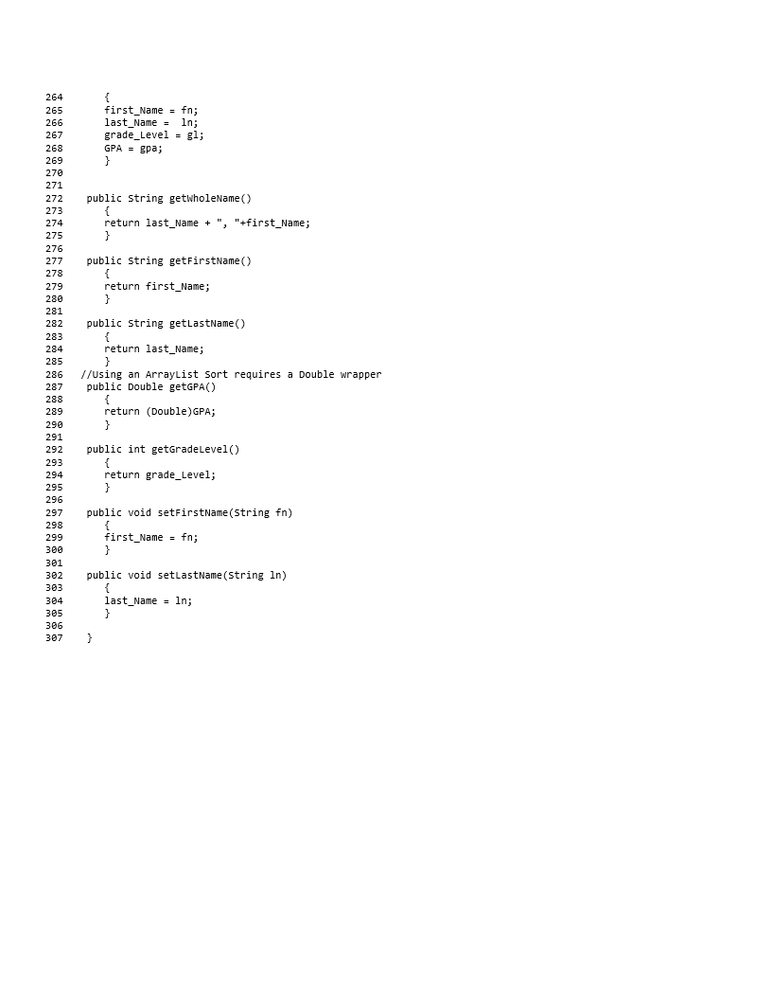 264       {
265       first_Name = fn;
266       last_Name =  ln;
267       grade_Level = gl;
268       GPA = gpa;
269       }
270
271
272    public String getWholeName()
273       {
274       return last_Name + ", "+first_Name;
275       }
276
277    public String getFirstName()
278       {
279       return first_Name;
280       }
281
282    public String getLastName()
283       {
284       return last_Name;
285       }
286   //Using an ArrayList Sort requires a Double wrapper
287    public Double getGPA()
288       {
289       return (Double)GPA;
290       }
291
292    public int getGradeLevel()
293       {
294       return grade_Level;
295       }
296
297    public void setFirstName(String fn)
298       {
299       first_Name = fn;
300       }
301
302    public void setLastName(String ln)
303       {
304       last_Name = ln;
305       }
306
307    }